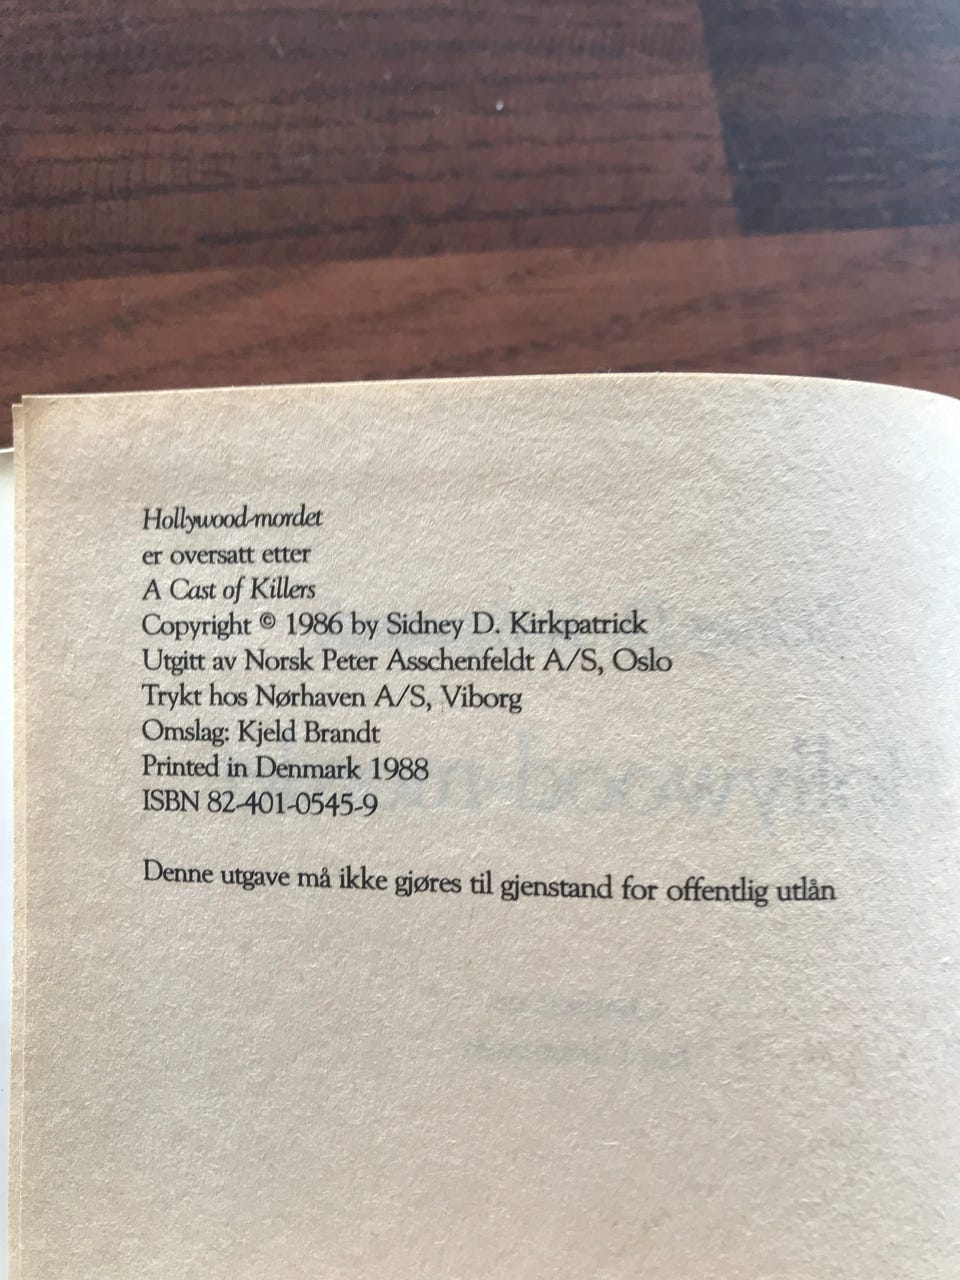 Hollywood-mordet
er oversatt etter
A Cast of Killers
Copyright © 1986 by Sidney D. Kirkpatrick
Utgitt av Norsk Peter Asschenfeldt A/S, Oslo
Trykt hos Nørhaven A/S, Viborg
Omslag: Kjeld Brandt
Printed in Denmark 1988
ISBN 82-401-0545-9
Denne utgave må ikke gjøres til gjenstand for offentlig utlån